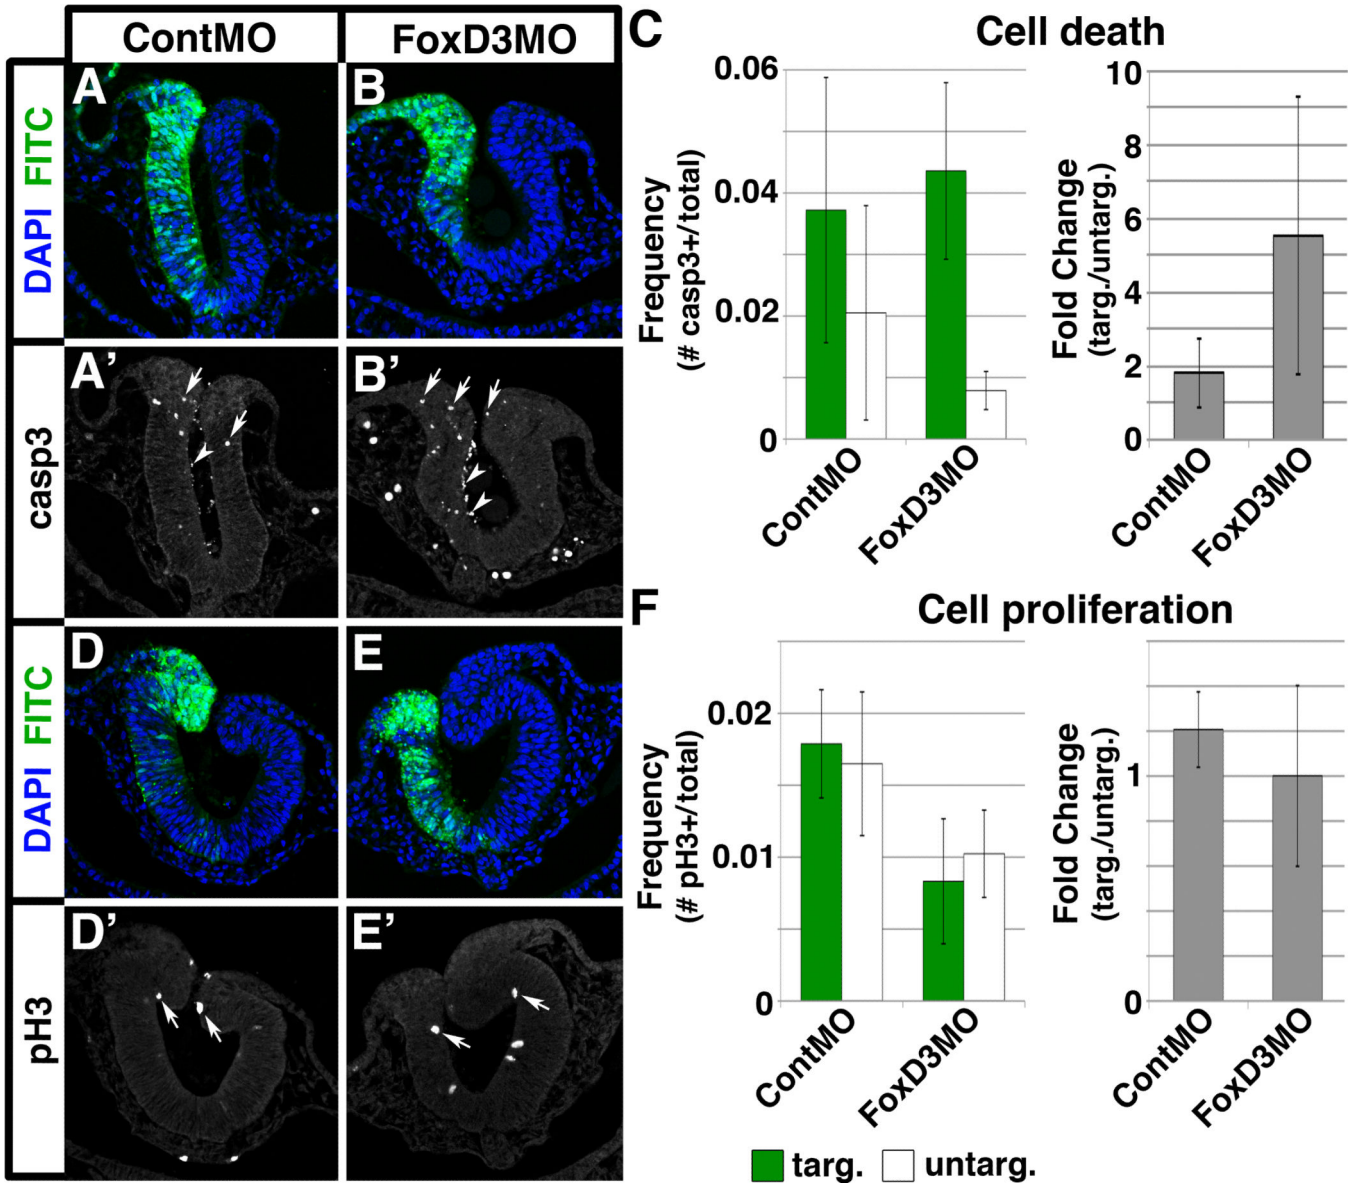 ContMO
FoxD3MO
DAPI FITC
A
B
casp3
A’
B’
DAPI FITC
D
E
pH3
D’
E’
C
Cell death
Frequency
(# casp3+/total)
0.06
0.04
0.02
0
ContMO
FoxD3MO
Fold Change
(targ./untarg.)
10
8
6
4
2
0
ContMO
FoxD3MO
F
Cell proliferation
Frequency
(# pH3+/total)
0.02
0.01
0
ContMO
FoxD3MO
Fold Change
(targ./untarg.)
1
0
ContMO
FoxD3MO
targ.
untarg.